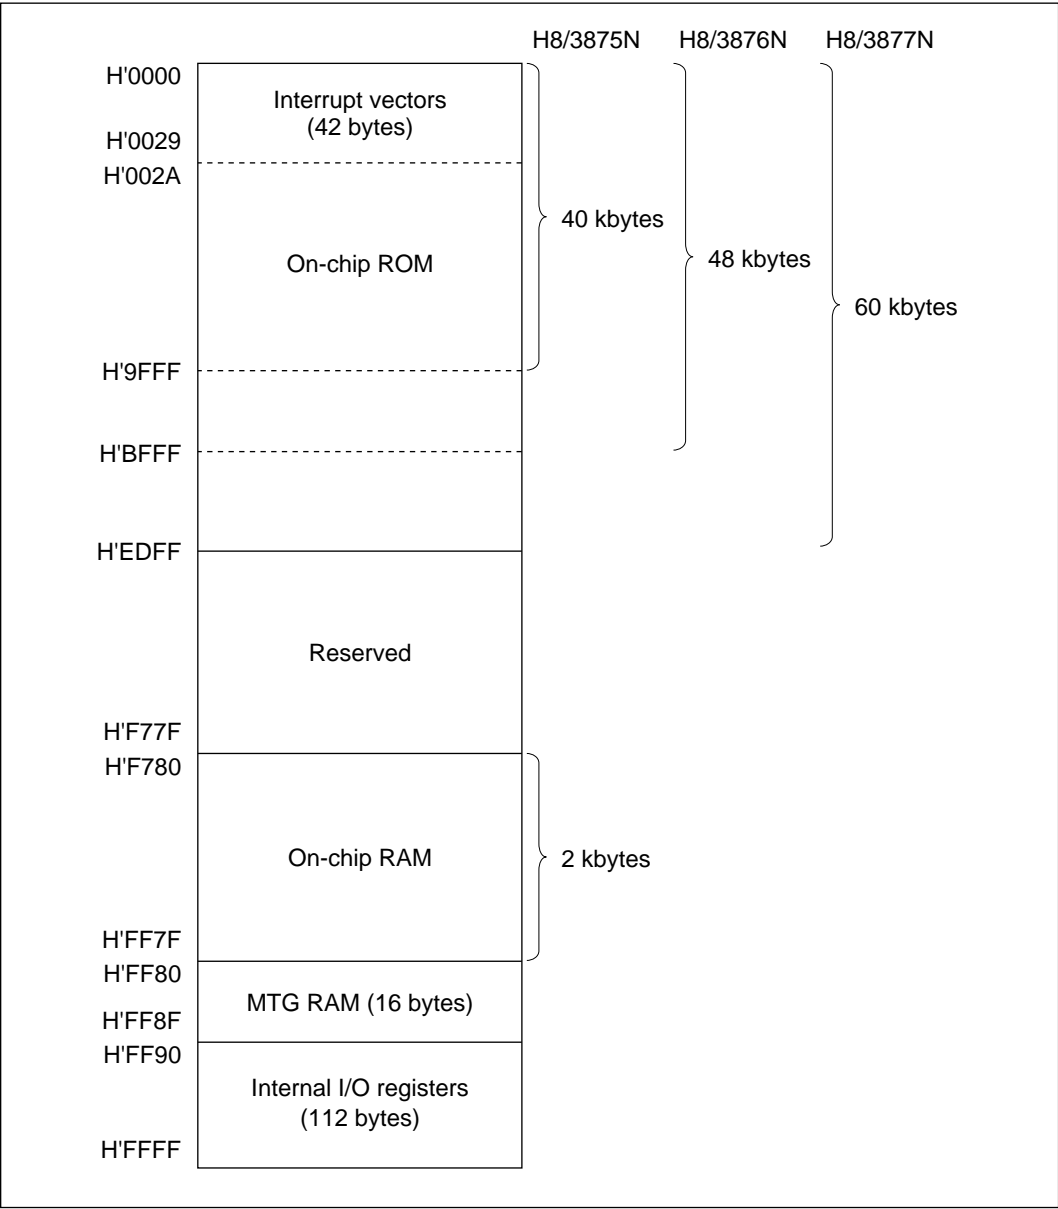 H8/3875N H8/3876N H8/3877N
H'0000
Interrupt vectors
(42 bytes)
H'0029
H'002A
40 kbytes
48 kbytes
On-chip ROM
60 kbytes
H'9FFF
H'BFFF
H'EDFF
Reserved
H'F77F
H'F780
On-chip RAM
2 kbytes
H'FF7F
H'FF80
MTG RAM (16 bytes)
H'FF8F
H'FF90
Internal I/O registers
(112 bytes)
H'FFFF